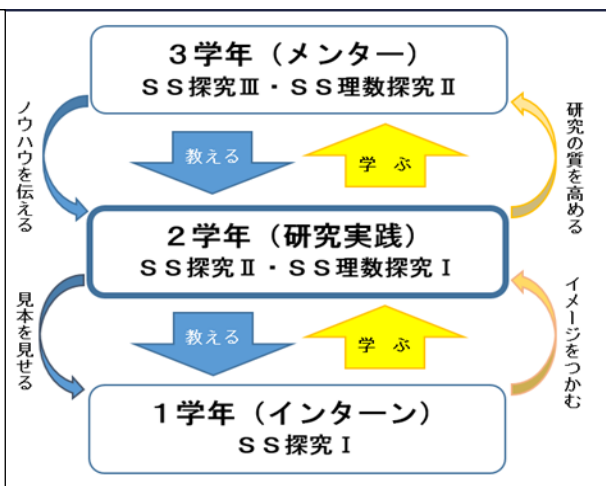 3学年(メンター)
SS探究Ⅲ・SS理数探究Ⅱ
ノウハウを伝える
教える
学 ぶ
研究の質を高める
2学年(研究実践)
SS探究Ⅱ・SS理数探究Ⅰ
見本を見せる
教える
学 ぶ
イメージをつかむ
1学年(インターン)
SS探究Ⅰ